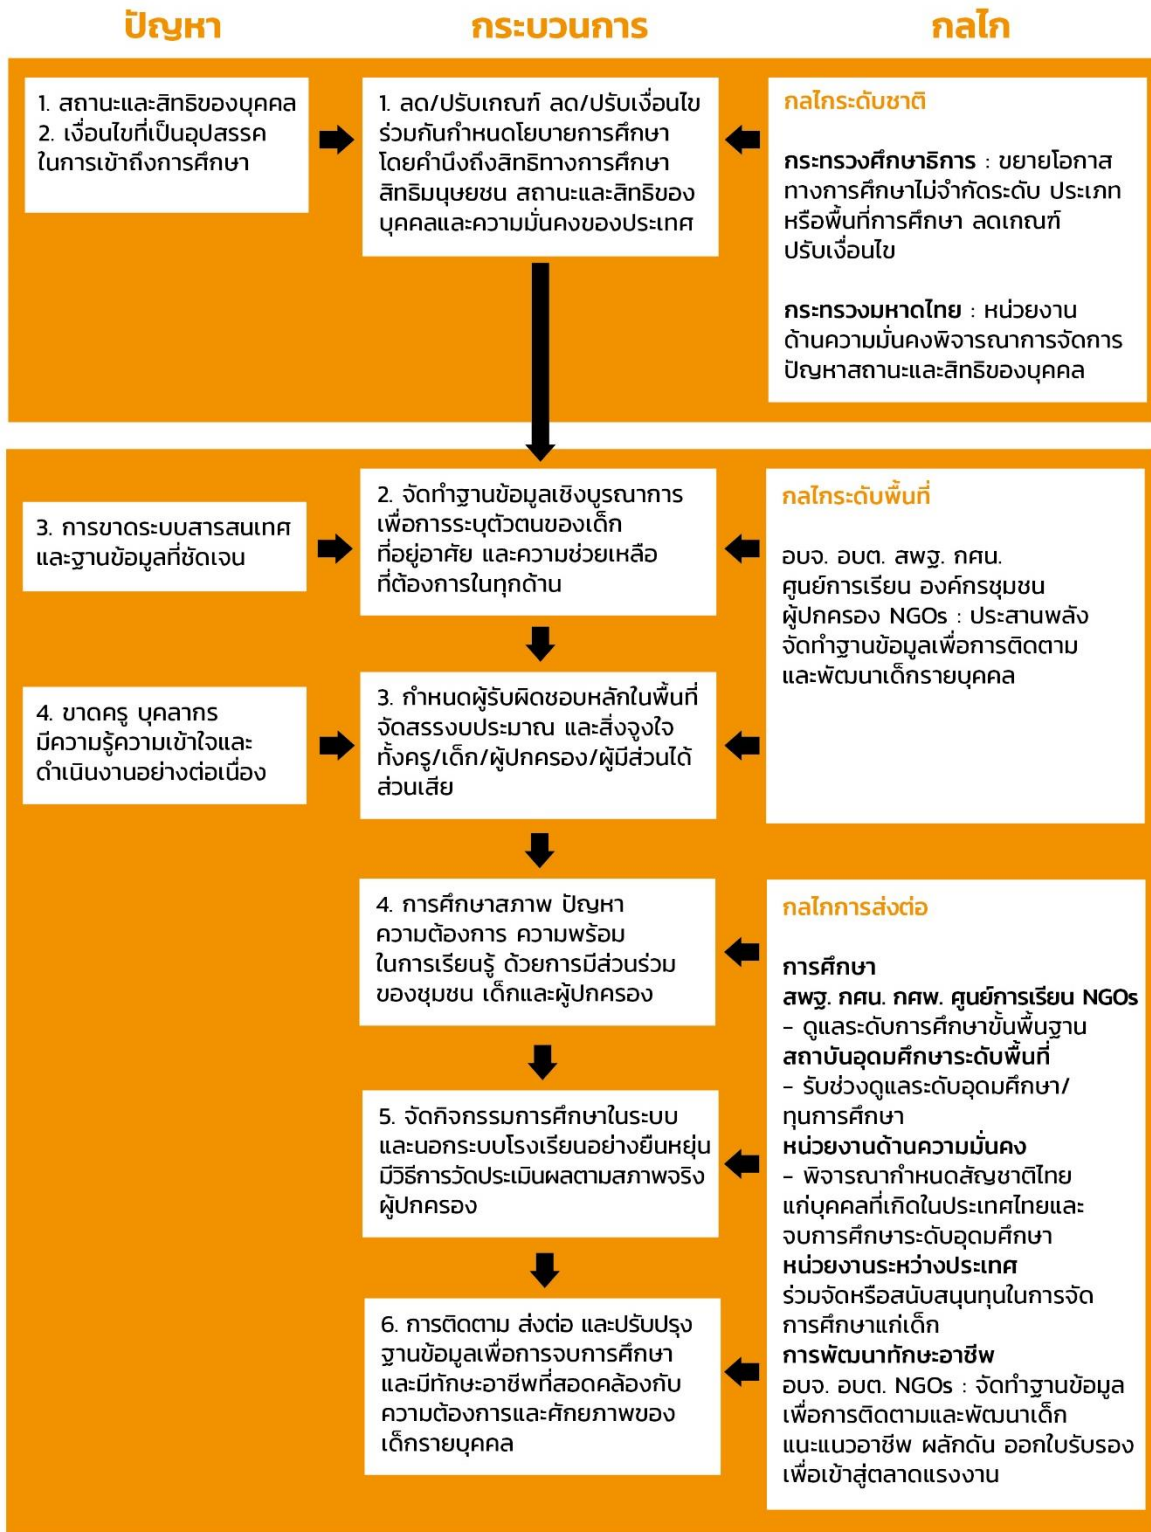 ปัญหา
กระบวนการ
กลไก
1. สถานะและสิทธิของบุคคล
2. เงื่อนไขที่เป็นอุปสรรค
ในการเข้าถึงการศึกษา
1. ลด/ปรับเกณฑ์ ลด/ปรับเงื่อนไข
ร่วมกันกำหนดโยบายการศึกษา
โดยคำนึงถึงสิทธิทางการศึกษา
สิทธิมนุษยชน สถานะและสิทธิของ
บุคคลและความมั่นคงของประเทศ
กลไกระดับชาติ
กระทรวงศึกษาธิการ : ขยายโอกาส
ทางการศึกษาไม่จำกัดระดับ ประเภท
หรือพื้นที่การศึกษา ลดเกณฑ์
ปรับเงื่อนไข
กระทรวงมหาดไทย : หน่วยงาน
ด้านความมั่นคงพิจารณาการจัดการ
ปัญหาสถานะและสิทธิของบุคคล
3. การขาดระบบสารสนเทศ
และฐานข้อมูลที่ชัดเจน
2. จัดทำฐานข้อมูลเชิงบูรณาการ
เพื่อการระบุตัวตนของเด็ก
ที่อยู่อาศัย และความช่วยเหลือ
ที่ต้องการในทุกด้าน
กลไกระดับพื้นที่
อบจ. อบต. สพฐ. กศน.
ศูนย์การเรียน องค์กรชุมชน
ผู้ปกครอง NGOs : ประสานพลัง
จัดทำฐานข้อมูลเพื่อการติดตาม
และพัฒนาเด็กรายบุคคล
4. ขาดครู บุคลากร
มีความรู้ความเข้าใจและ
ดำเนินงานอย่างต่อเนื่อง
3. กำหนดผู้รับผิดชอบหลักในพื้นที่
จัดสรรงบประมาณ และสิ่งจูงใจ
ทั้งครู/เด็ก/ผู้ปกครอง/ผู้มีส่วนได้
ส่วนเสีย
4. การศึกษาสภาพ ปัญหา
ความต้องการ ความพร้อม
ในการเรียนรู้ ด้วยการมีส่วนร่วม
ของชุมชน เด็กและผู้ปกครอง
5. จัดกิจกรรมการศึกษาในระบบ
และนอกระบบโรงเรียนอย่างยืนหยุ่น
มีวิธีการวัดประเมินผลตามสภาพจริง
ผู้ปกครอง
6. การติดตาม ส่งต่อ และปรับปรุง
ฐานข้อมูลเพื่อการจบการศึกษา
และมีทักษะอาชีพที่สอดคล้องกับ
ความต้องการและศักยภาพของ
เด็กรายบุคคล
กลไกการส่งต่อ
การศึกษา
สพฐ. กศน. กศพ. ศูนย์การเรียน NGOs
– ดูแลระดับการศึกษาขั้นพื้นฐาน
สถาบันอุดมศึกษาระดับพื้นที่
– รับช่วงดูแลระดับอุดมศึกษา/
ทุนการศึกษา
หน่วยงานด้านความมั่นคง
– พิจารณากำหนดสัญชาติไทย
แก่บุคคลที่เกิดในประเทศไทยและ
จบการศึกษาระดับอุดมศึกษา
หน่วยงานระหว่างประเทศ
ร่วมจัดหรือสนับสนุนทุนในการจัด
การศึกษาแก่เด็ก
การพัฒนาทักษะอาชีพ
อบจ. อบต. NGOs : จัดทำฐานข้อมูล
เพื่อการติดตามและพัฒนาเด็ก
แนะแนวอาชีพ ผลักดัน ออกใบรับรอง
เพื่อเข้าสู่ตลาดแรงงาน